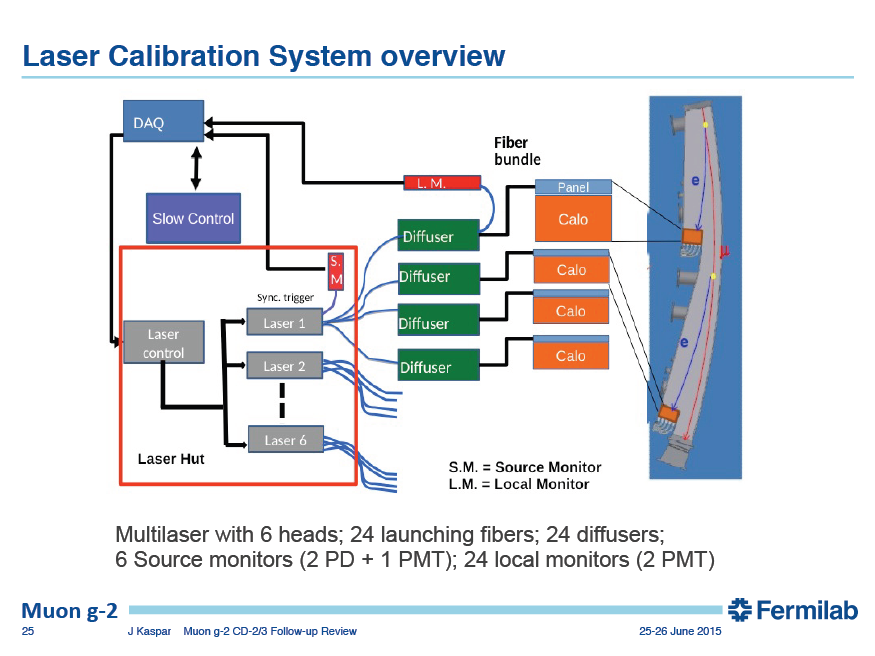 Laser Calibration System overview
DAQ
Fiber
bundle
L. M.
Panel
e
Slow Control
Calo
Diffuser
μ
S.
M
Calo
Diffuser
Sync. trigger
Laser 1
Calo
Diffuser
Laser
control
e
Calo
Laser 2
Diffuser
Laser 6
Laser Hut
S.M. = Source Monitor
L.M. = Local Monitor
Multilaser with 6 heads; 24 launching fibers; 24 diffusers;
6 Source monitors (2 PD + 1 PMT); 24 local monitors (2 PMT)
Muon g-2
Fermilab
25 J Kaspar Muon g-2 CD-2/3 Follow-up Review 25-26 June 2015